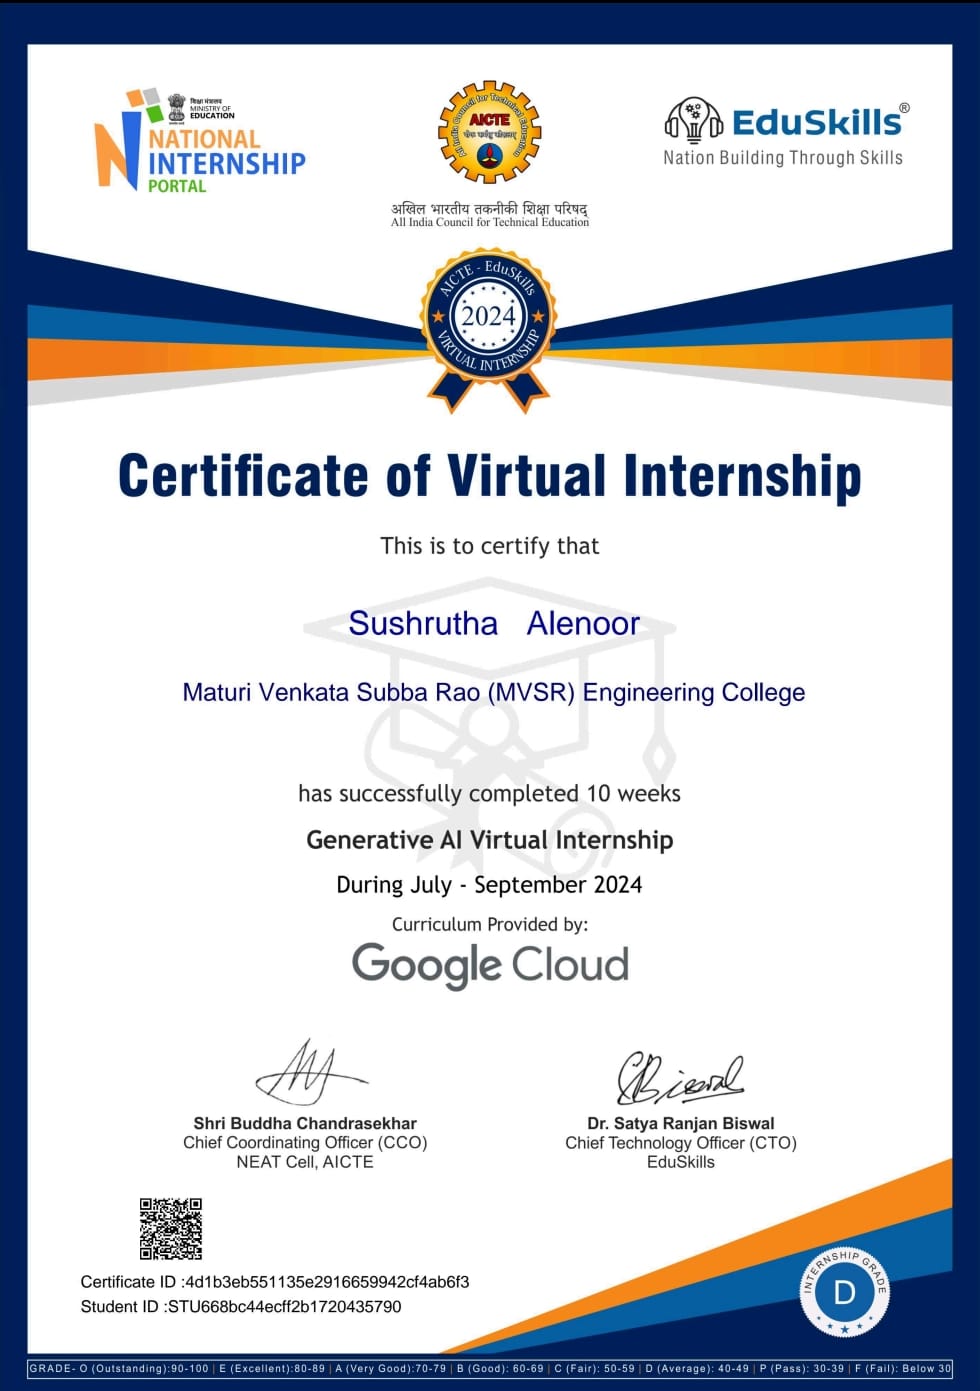 शिक्षा मंत्रालय
MINISTRY OF
EDUCATION
NATIONAL
INTERNSHIP
PORTAL
All India Council for Technical Education
AICTE
अखिल भारतीय तकनीकी शिक्षा परिषद्
All India Council for Technical Education
EduSkills®
Nation Building Through Skills
AICTE - EduSkills
2024
VIRTUAL INTERNSHIP
Certificate of Virtual Internship
This is to certify that
Sushrutha Alenoor
Maturi Venkata Subba Rao (MVSR) Engineering College
has successfully completed 10 weeks
Generative AI Virtual Internship
During July - September 2024
Curriculum Provided by:
Google Cloud
Shri Buddha Chandrasekhar
Chief Coordinating Officer (CCO)
NEAT Cell, AICTE
Dr. Satya Ranjan Biswal
Chief Technology Officer (CTO)
EduSkills
Certificate ID :4d1b3eb551135e2916659942cf4ab6f3
Student ID :STU668bc44ecff2b1720435790
INTERNSHIP GRADE
D
GRADE- O (Outstanding):90-100 | E (Excellent):80-89 | A (Very Good):70-79 | B (Good): 60-69 | C (Fair): 50-59 | D (Average): 40-49 | P (Pass): 30-39 | F (Fail): Below 30